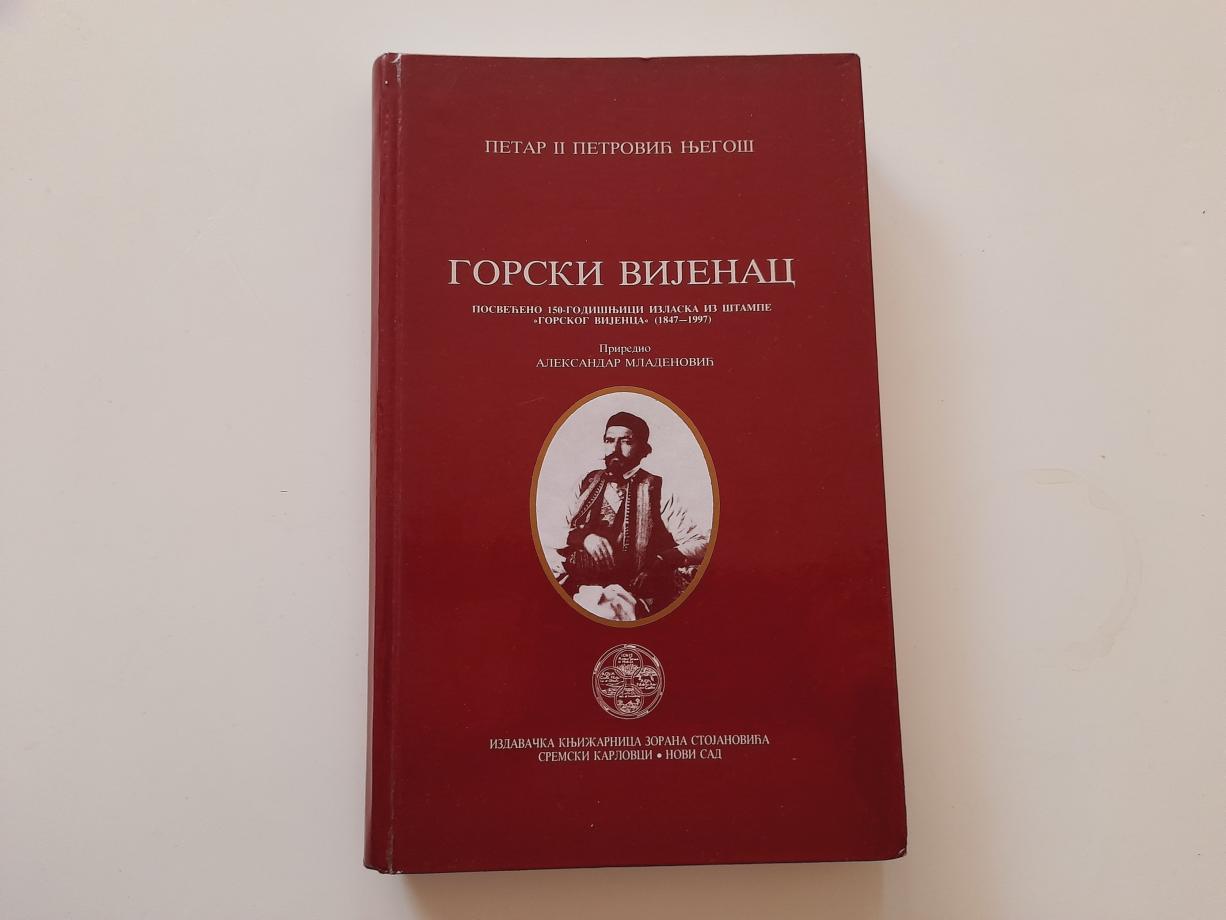 ПЕТАР II ПЕТРОВИЋ ЊЕГОШ
ГОРСКИ ВИЈЕНАЦ
ПОСВЕЋЕНО 150-ГОДИШЊИЦИ ИЗЛАСКА ИЗ ШТАМПЕ
»ГОРСКОГ ВИЈЕНЦА« (1847—1997)
Приредио
АЛЕКСАНДАР МЛАДЕНОВИЋ
ИЗДАВАЧКА КЊИЖАРНИЦА ЗОРАНА СТОЈАНОВИЋА
СРЕМСКИ КАРЛОВЦИ • НОВИ САД